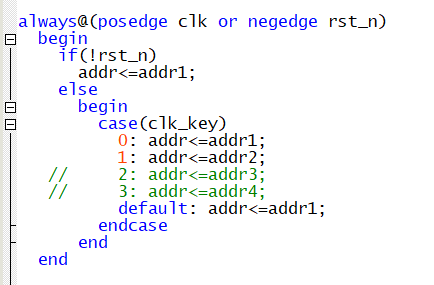 always@(posedge clk or negedge rst_n)
begin
if(!rst_n)
addr<=addr1;
else
begin
case(clk_key)
0: addr<=addr1;
1: addr<=addr2;
// 2: addr<=addr3;
// 3: addr<=addr4;
default: addr<=addr1;
endcase
end
end